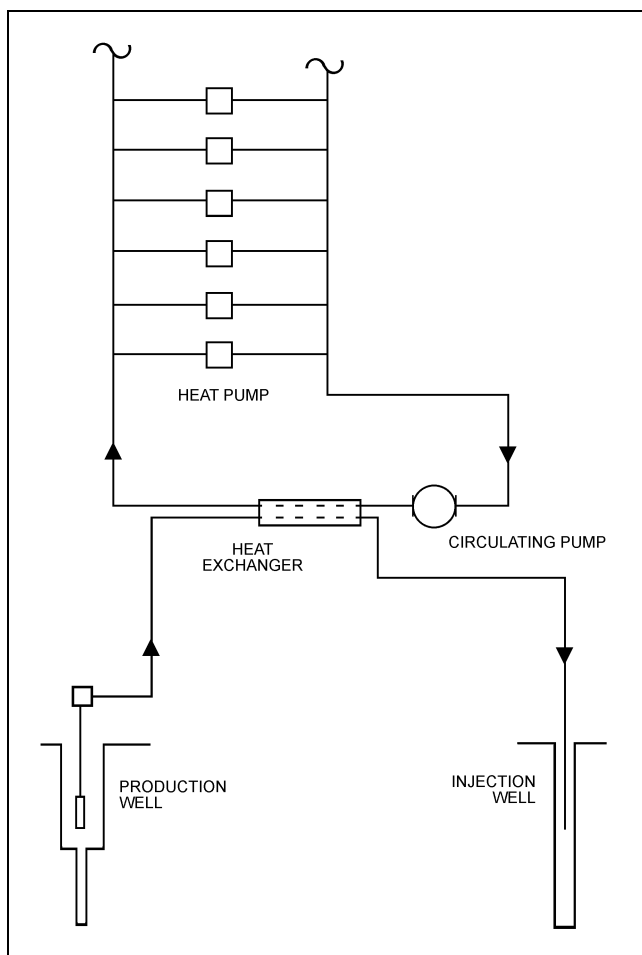 HEAT PUMP
HEAT
EXCHANGER
CIRCULATING PUMP
PRODUCTION
WELL
INJECTION
WELL